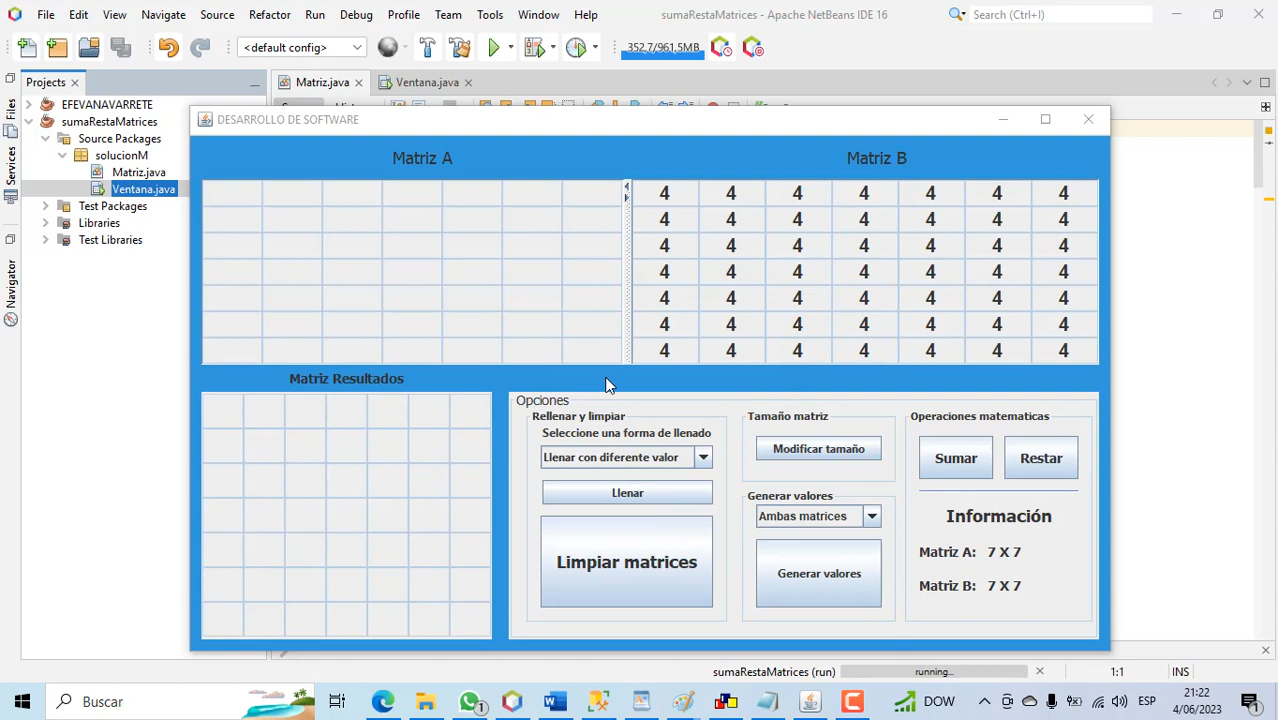 File Edit View Navigate Source Refactor Run Debug Profile Team Tools Window Help
sumaRestaMatrices - Apache NetBeans IDE 16
Search (Ctrl+I)
<default config>
352,7/961,5MB
Projects
Matriz.java
Ventana.java
Files
Services
Navigator
EFEVANAVARRETE
sumaRestaMatrices
Source Packages
solucionM
Matriz.java
Ventana.java
Test Packages
Libraries
Test Libraries
DESARROLLO DE SOFTWARE
Matriz A
Matriz B
4 4 4 4 4 4 4
4 4 4 4 4 4 4
4 4 4 4 4 4 4
4 4 4 4 4 4 4
4 4 4 4 4 4 4
4 4 4 4 4 4 4
4 4 4 4 4 4 4
Matriz Resultados
Opciones
Rellenar y limpiar
Seleccione una forma de llenado
Llenar con diferente valor
Llenar
Limpiar matrices
Tamaño matriz
Modificar tamaño
Generar valores
Ambas matrices
Generar valores
Operaciones matematicas
Sumar
Restar
Información
Matriz A: 7 X 7
Matriz B: 7 X 7
sumaRestaMatrices (run)
running...
1:1
INS
Buscar
1
DOW
ESP
21:22
4/06/2023
1